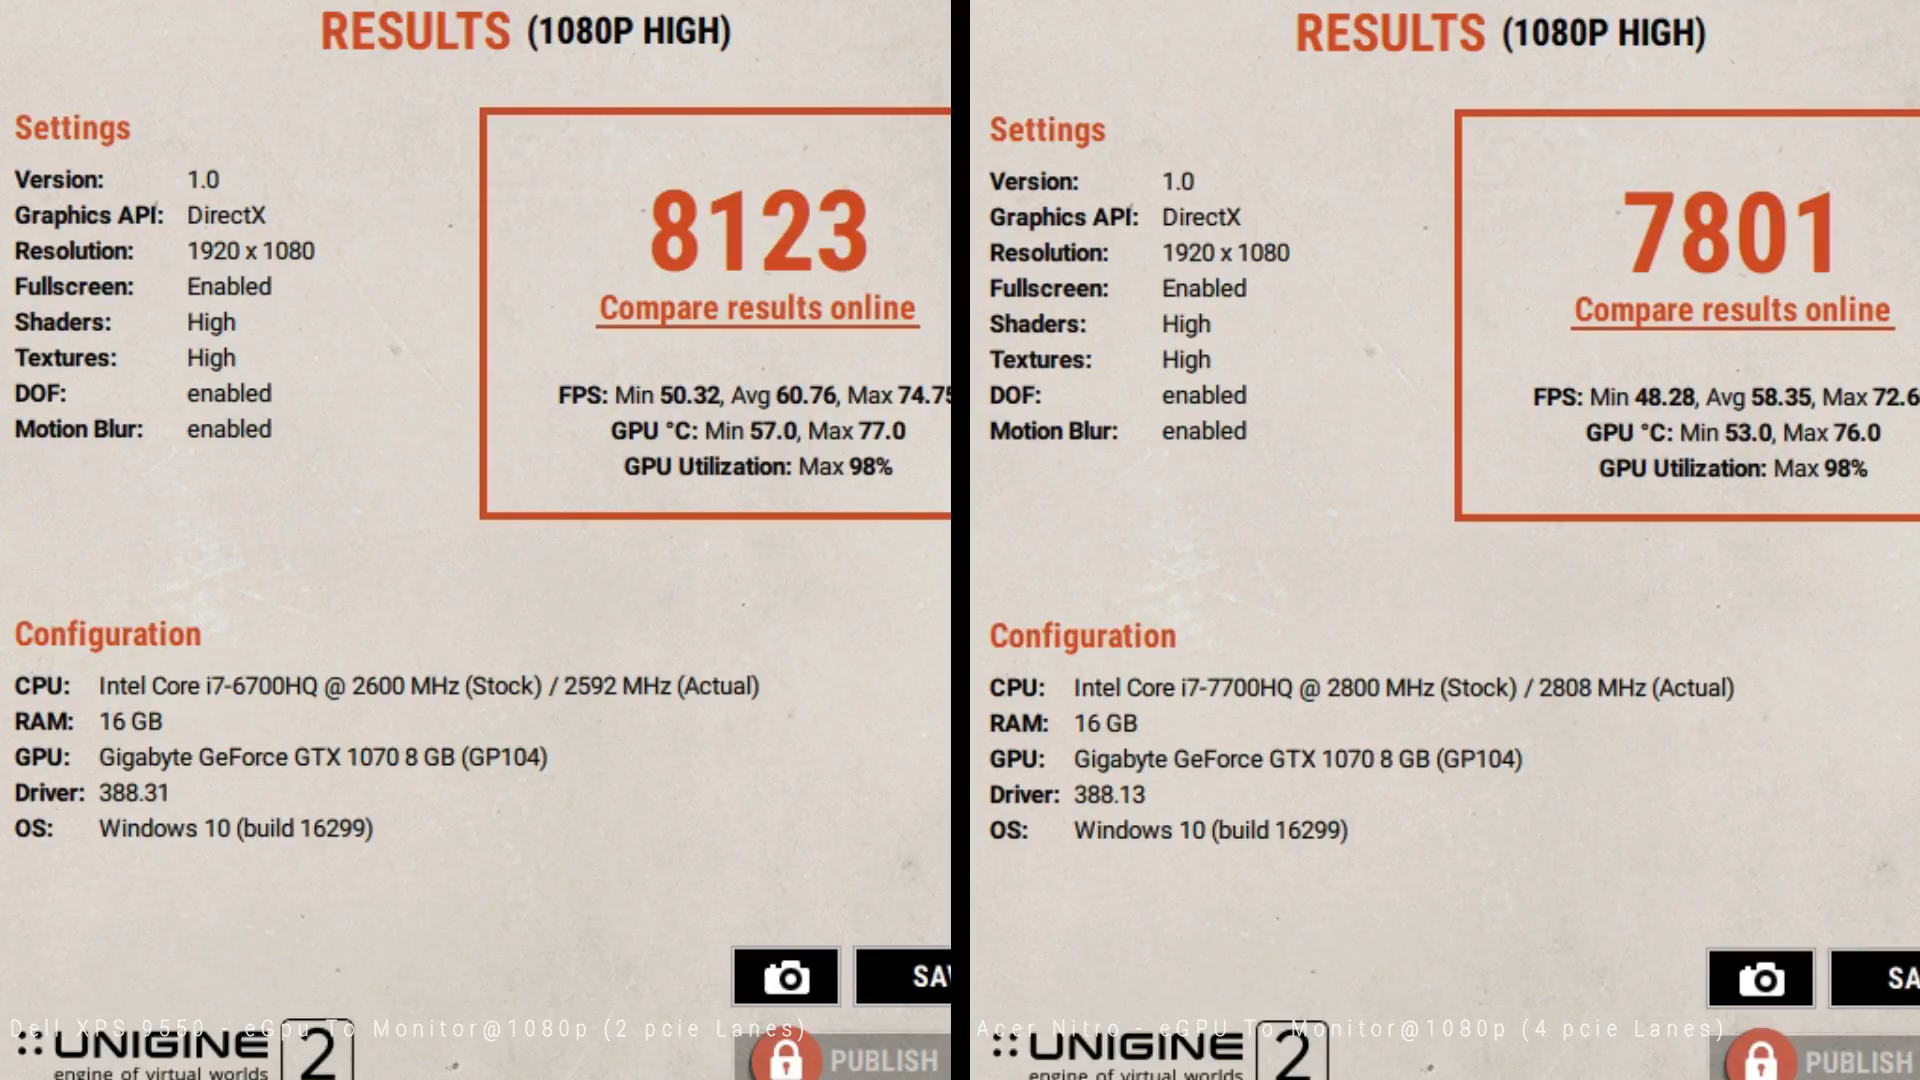 RESULTS (1080P HIGH)
Settings
Version: 1.0
Graphics API: DirectX
Resolution: 1920 x 1080
Fullscreen: Enabled
Shaders: High
Textures: High
DOF: enabled
Motion Blur: enabled
8123
Compare results online
FPS: Min 50.32, Avg 60.76, Max 74.75
GPU °C: Min 57.0, Max 77.0
GPU Utilization: Max 98%
Configuration
CPU: Intel Core i7-6700HQ @ 2600 MHz (Stock) / 2592 MHz (Actual)
RAM: 16 GB
GPU: Gigabyte GeForce GTX 1070 8 GB (GP104)
Driver: 388.31
OS: Windows 10 (build 16299)
SAV
Dell XPS 9550 - eGpu To Monitor@1080p (2 pcie Lanes)
UNIGINE 2
engine of virtual worlds
PUBLISH
RESULTS (1080P HIGH)
Settings
Version: 1.0
Graphics API: DirectX
Resolution: 1920 x 1080
Fullscreen: Enabled
Shaders: High
Textures: High
DOF: enabled
Motion Blur: enabled
7801
Compare results online
FPS: Min 48.28, Avg 58.35, Max 72.6
GPU °C: Min 53.0, Max 76.0
GPU Utilization: Max 98%
Configuration
CPU: Intel Core i7-7700HQ @ 2800 MHz (Stock) / 2808 MHz (Actual)
RAM: 16 GB
GPU: Gigabyte GeForce GTX 1070 8 GB (GP104)
Driver: 388.13
OS: Windows 10 (build 16299)
SA
Acer Nitro - eGPU To Monitor@1080p (4 pcie Lanes)
UNIGINE 2
engine of virtual worlds
PUBLISH